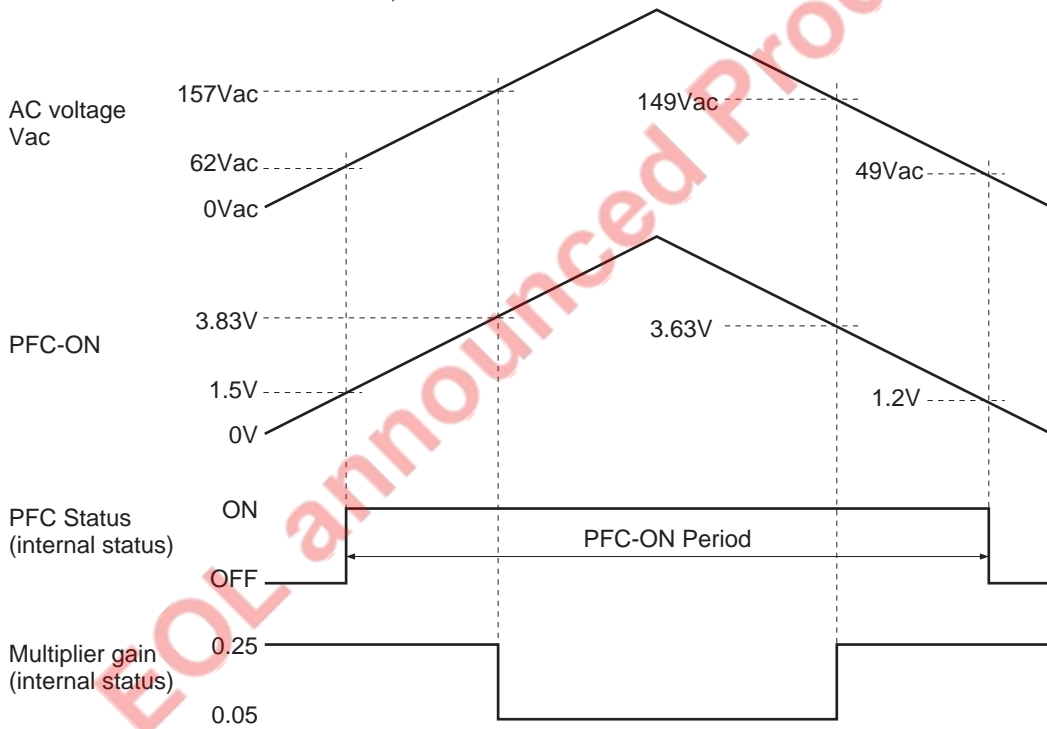 157Vac
AC voltage
Vac
149Vac
62Vac
49Vac
0Vac
3.83V
PFC-ON
3.63V
1.5V
1.2V
0V
PFC Status
(internal status)
ON
PFC-ON Period
OFF
Multiplier gain
(internal status)
0.25
0.05
EOL announced Pro